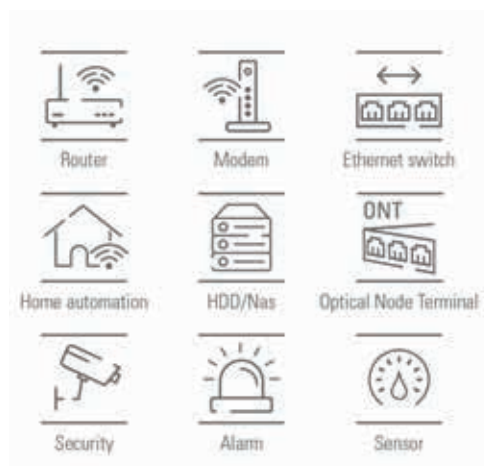 Router
Modem
Ethernet switch
ONT
Home automation
HDD/Nas
Optical Node Terminal
Security
Alarm
Sensor